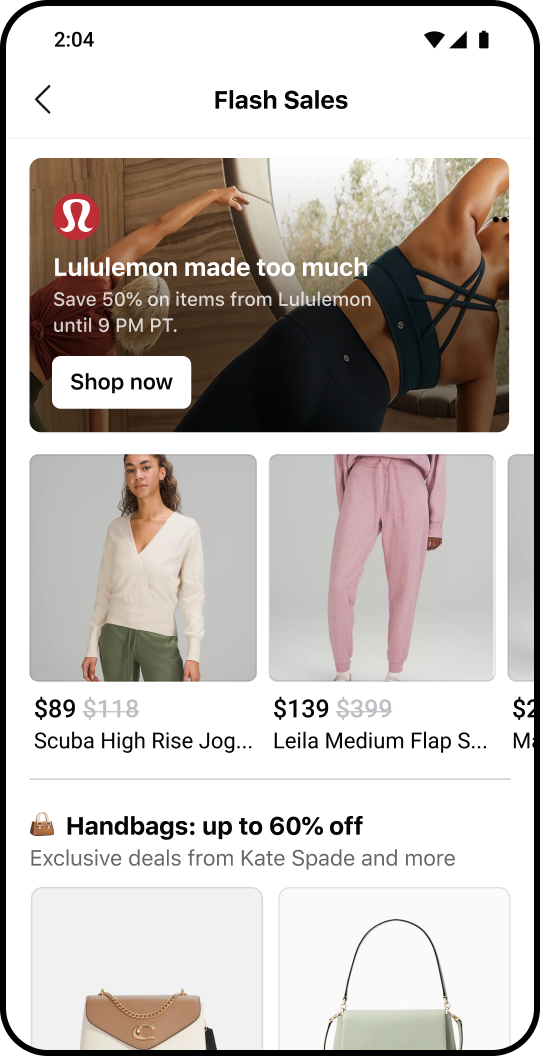 2:04
Flash Sales
Lululemon made too much
Save 50% on items from Lululemon
until 9 PM PT.
Shop now
$89 $118
$139 $399
$2
Scuba High Rise Jog...
Leila Medium Flap S...
Ma
Handbags: up to 60% off
Exclusive deals from Kate Spade and more